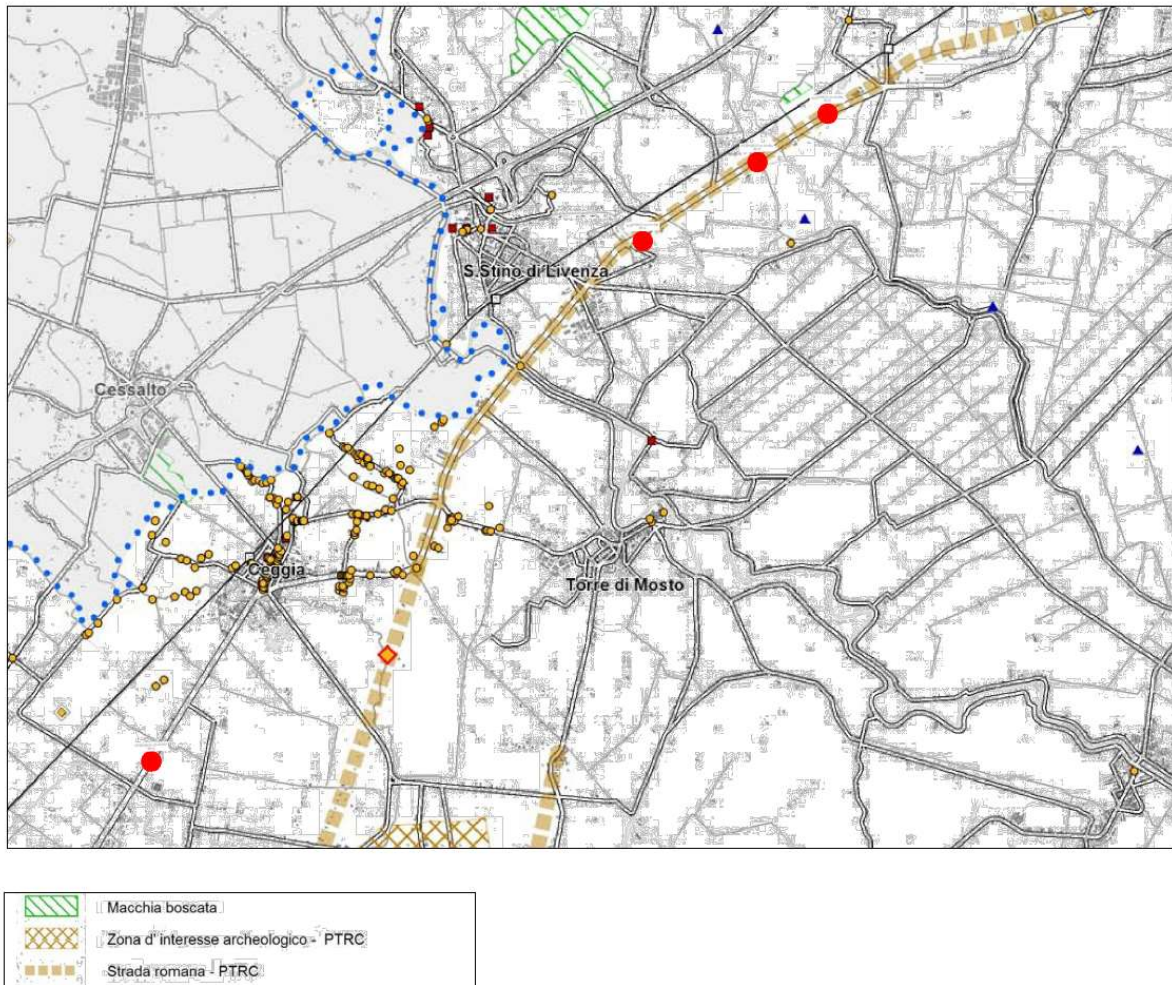 S.Stino di Livenza
Cessalto
Ceggia
Torre di Mosto
Macchia boscata
Zona d' interesse archeologico - PTRC
Strada romana - PTRC